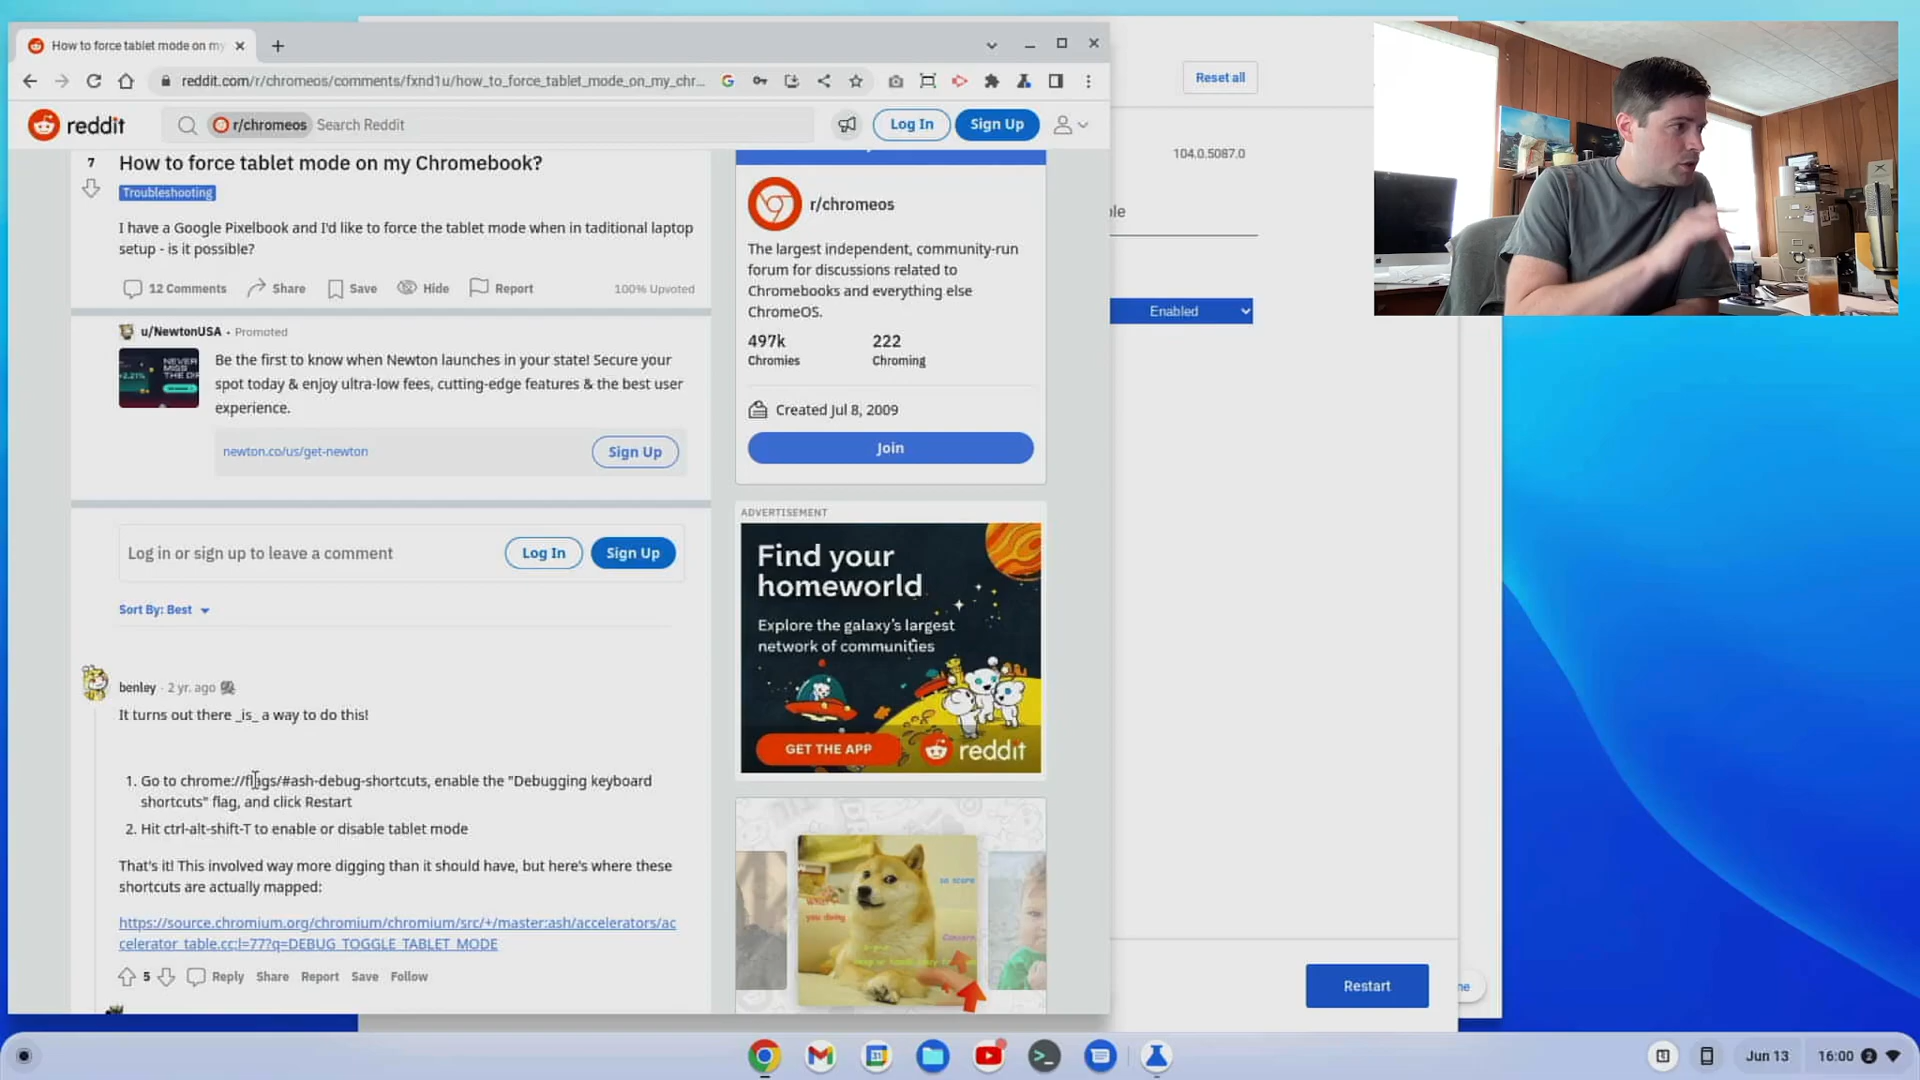 How to force tablet mode on my
reddit.com/r/chromeos/comments/fxnd1u/how_to_force_tablet_mode_on_my_chr...
reddit
r/chromeos Search Reddit
Log In
Sign Up
7
How to force tablet mode on my Chromebook?
Troubleshooting
I have a Google Pixelbook and I'd like to force the tablet mode when in taditional laptop
setup - is it possible?
12 Comments
Share
Save
Hide
Report
100% Upvoted
u/NewtonUSA · Promoted
Be the first to know when Newton launches in your state! Secure your
spot today & enjoy ultra-low fees, cutting-edge features & the best user
experience.
newton.co/us/get-newton
Sign Up
Log in or sign up to leave a comment
Log In
Sign Up
Sort By: Best
benley · 2 yr. ago
It turns out there _is_ a way to do this!
1. Go to chrome://flags/#ash-debug-shortcuts, enable the "Debugging keyboard
shortcuts" flag, and click Restart
2. Hit ctrl-alt-shift-T to enable or disable tablet mode
That's it! This involved way more digging than it should have, but here's where these
shortcuts are actually mapped:
https://source.chromium.org/chromium/chromium/src/+/master:ash/accelerators/ac
celerator_table.cc;l=77?q=DEBUG_TOGGLE_TABLET_MODE
5
Reply
Share
Report
Save
Follow
r/chromeos
The largest independent, community-run
forum for discussions related to
Chromebooks and everything else
ChromeOS.
497k
222
Chromies
Chroming
Created Jul 8, 2009
Join
ADVERTISEMENT
Find your
homeworld
Explore the galaxy's largest
network of communities
GET THE APP
reddit
so scare
What r
you doing
Concern
Reset all
104.0.5087.0
ble
Enabled
Restart
ne
31
Jun 13
16:00
2